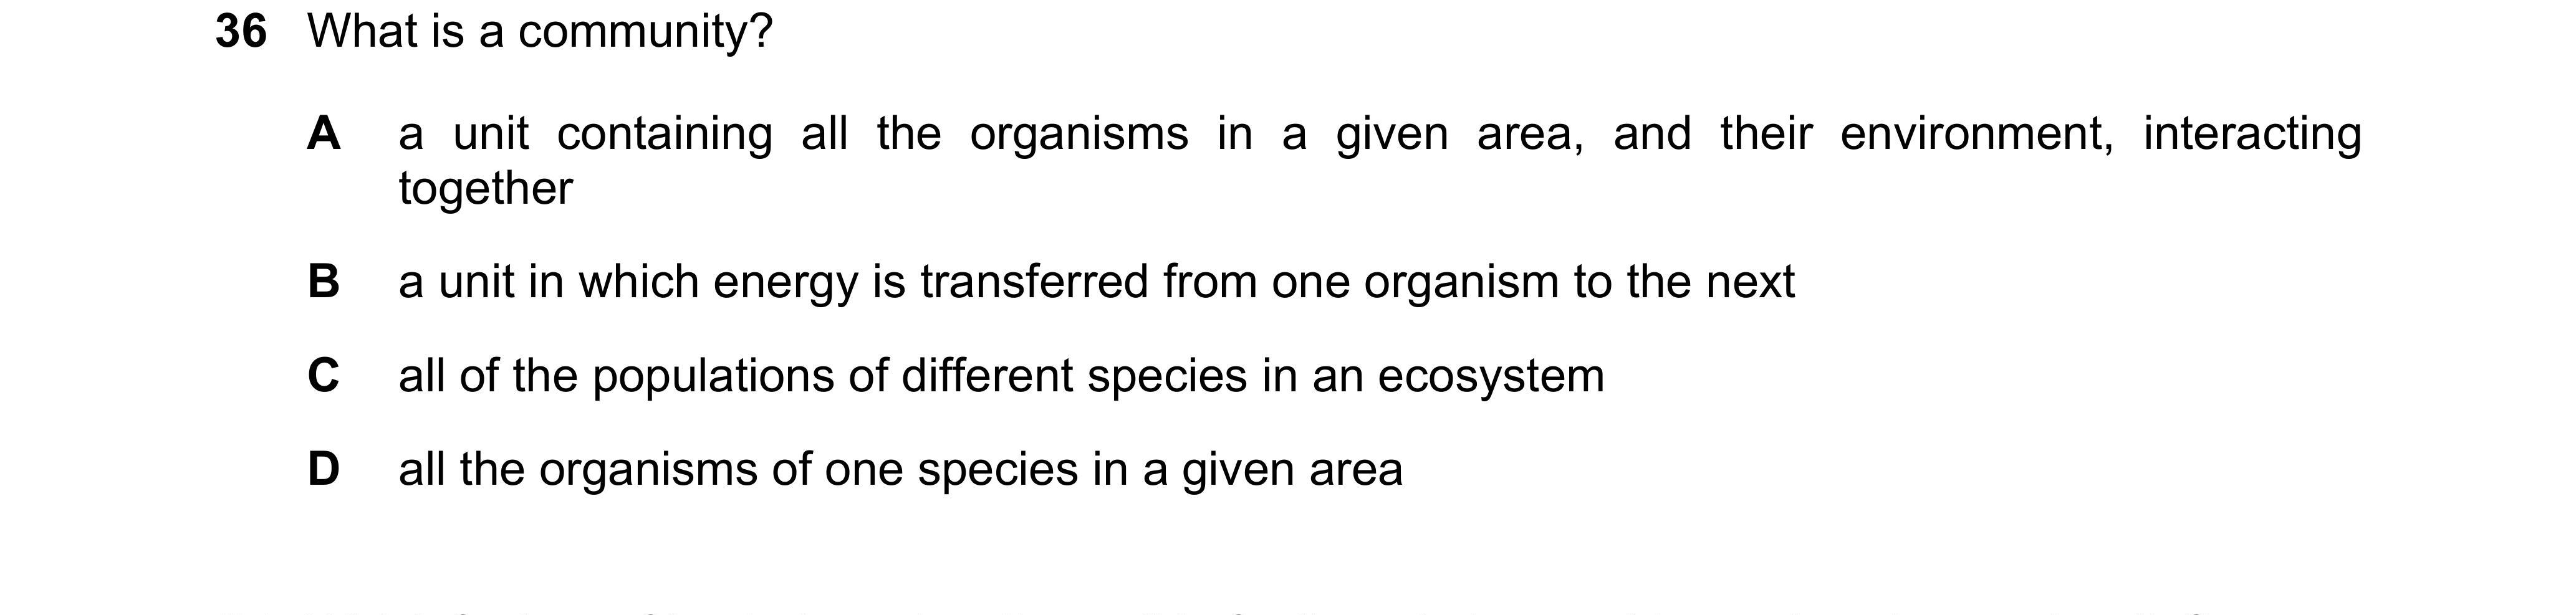 36 What is a community?
A a unit containing all the organisms in a given area, and their environment, interacting
together
B a unit in which energy is transferred from one organism to the next
C all of the populations of different species in an ecosystem
D all the organisms of one species in a given area